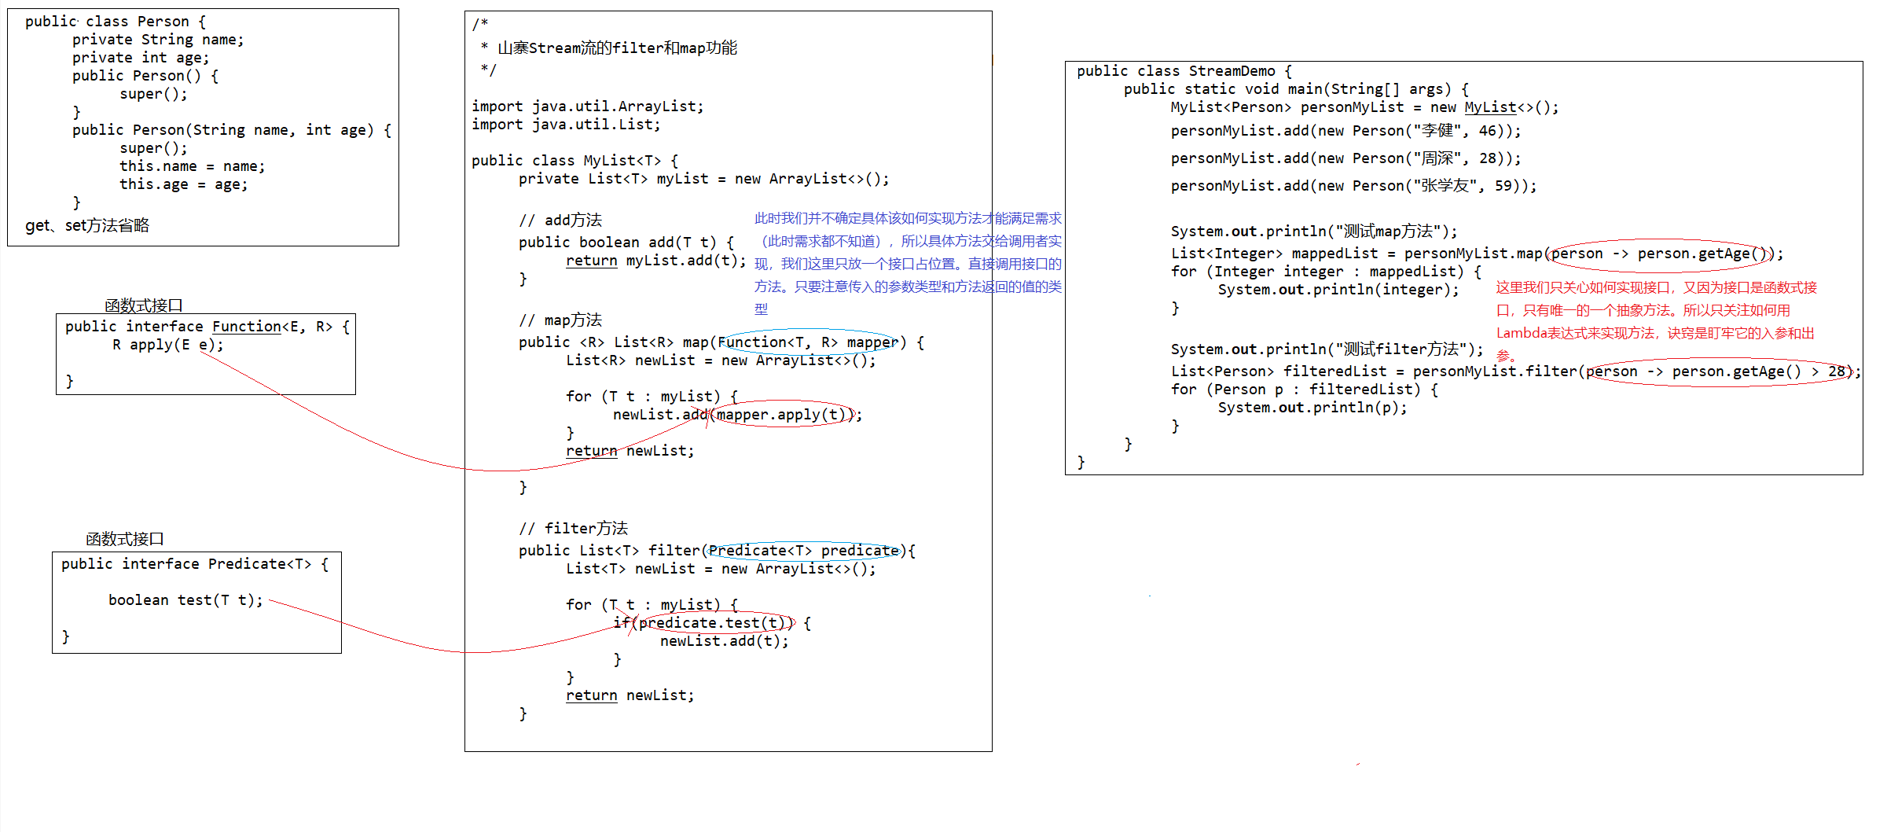 public class Person {
private String name;
private int age;
public Person() {
super();
}
public Person(String name, int age) {
super();
this.name = name;
this.age = age;
}
get、set方法省略
函数式接口
public interface Function<E, R> {
R apply(E e);
}
函数式接口
public interface Predicate<T> {
boolean test(T t);
}
/*
* 山寨Stream流的filter和map功能
*/
import java.util.ArrayList;
import java.util.List;
public class MyList<T> {
private List<T> myList = new ArrayList<>();
// add方法
public boolean add(T t) {
return myList.add(t);
}
此时我们并不确定具体该如何实现方法才能满足需求
（此时需求都不知道），所以具体方法交给调用者实
现，我们这里只放一个接口占位置。直接调用接口的
方法。只要注意传入的参数类型和方法返回的值的类
型
// map方法
public <R> List<R> map(Function<T, R> mapper) {
List<R> newList = new ArrayList<>();
for (T t : myList) {
newList.add(mapper.apply(t));
}
return newList;
}
// filter方法
public List<T> filter(Predicate<T> predicate){
List<T> newList = new ArrayList<>();
for (T t : myList) {
if(predicate.test(t)) {
newList.add(t);
}
}
return newList;
}
public class StreamDemo {
public static void main(String[] args) {
MyList<Person> personMyList = new MyList<>();
personMyList.add(new Person("李健", 46));
personMyList.add(new Person("周深", 28));
personMyList.add(new Person("张学友", 59));
System.out.println("测试map方法");
List<Integer> mappedList = personMyList.map(person -> person.getAge());
for (Integer integer : mappedList) {
System.out.println(integer);
}
这里我们只关心如何实现接口，又因为接口是函数式接
口，只有唯一的一个抽象方法。所以只关注如何用
Lambda表达式来实现方法，诀窍是盯牢它的入参和出
参。
System.out.println("测试filter方法");
List<Person> filteredList = personMyList.filter(person -> person.getAge() > 28);
for (Person p : filteredList) {
System.out.println(p);
}
}
}